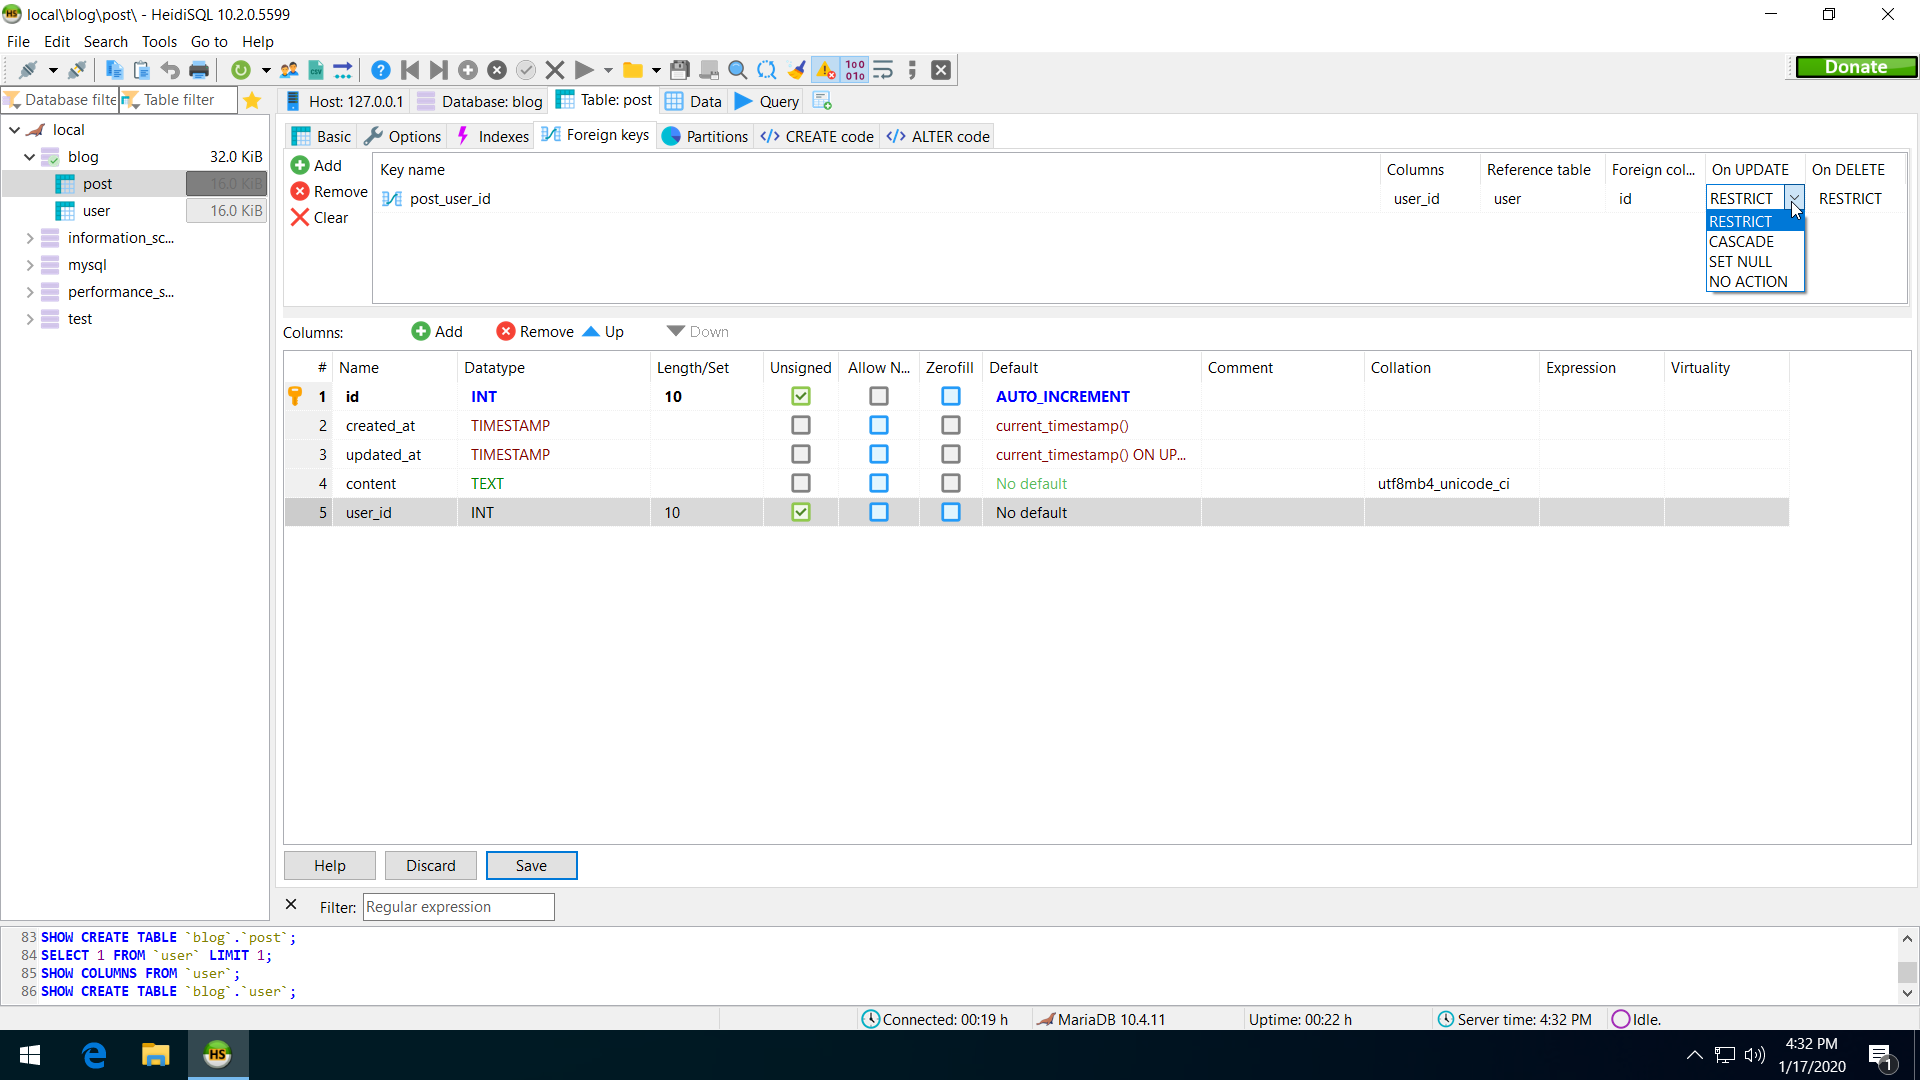 local\blog\post\ - HeidiSQL 10.2.0.5599
File Edit Search Tools Go to Help
Donate
Database filte Table filter
Host: 127.0.0.1 Database: blog Table: post Data Query
local
blog 32.0 KiB
post 16.0 KiB
user 16.0 KiB
information_sc...
mysql
performance_s...
test
Basic Options Indexes Foreign keys Partitions CREATE code ALTER code
Add
Remove
Clear
Key name Columns Reference table Foreign col... On UPDATE On DELETE
post_user_id user_id user id RESTRICT RESTRICT
RESTRICT
CASCADE
SET NULL
NO ACTION
Columns: Add Remove Up Down
# Name Datatype Length/Set Unsigned Allow N... Zerofill Default Comment Collation Expression Virtuality
1 id INT 10 AUTO_INCREMENT
2 created_at TIMESTAMP current_timestamp()
3 updated_at TIMESTAMP current_timestamp() ON UP...
4 content TEXT No default utf8mb4_unicode_ci
5 user_id INT 10 No default
Help Discard Save
Filter: Regular expression
83 SHOW CREATE TABLE `blog`.`post`;
84 SELECT 1 FROM `user` LIMIT 1;
85 SHOW COLUMNS FROM `user`;
86 SHOW CREATE TABLE `blog`.`user`;
Connected: 00:19 h MariaDB 10.4.11 Uptime: 00:22 h Server time: 4:32 PM Idle.
HS
4:32 PM
1/17/2020
1